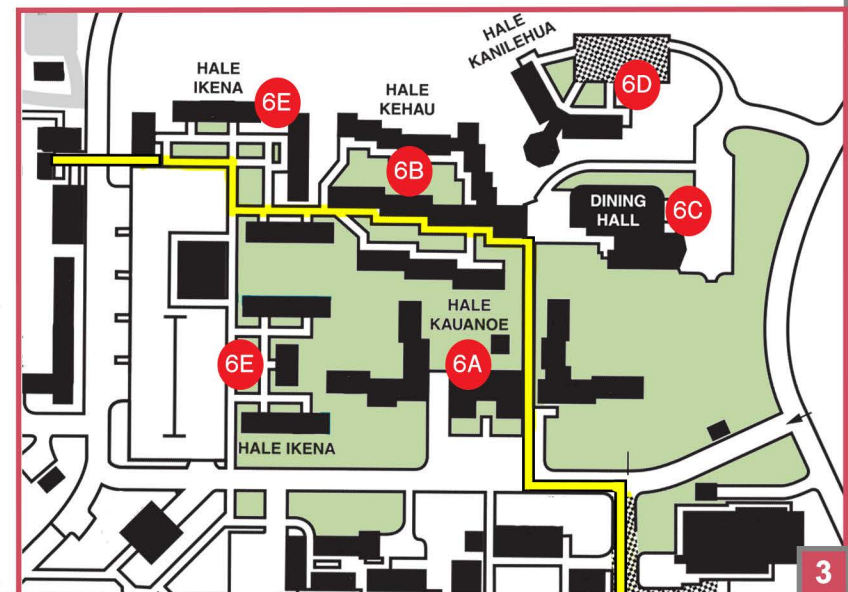 HALE
KANILEHUA
6D
HALE
IKENA
6E
HALE
KEHAU
6B
DINING
HALL
6C
HALE
KAUANOE
6A
6E
HALE IKENA
3